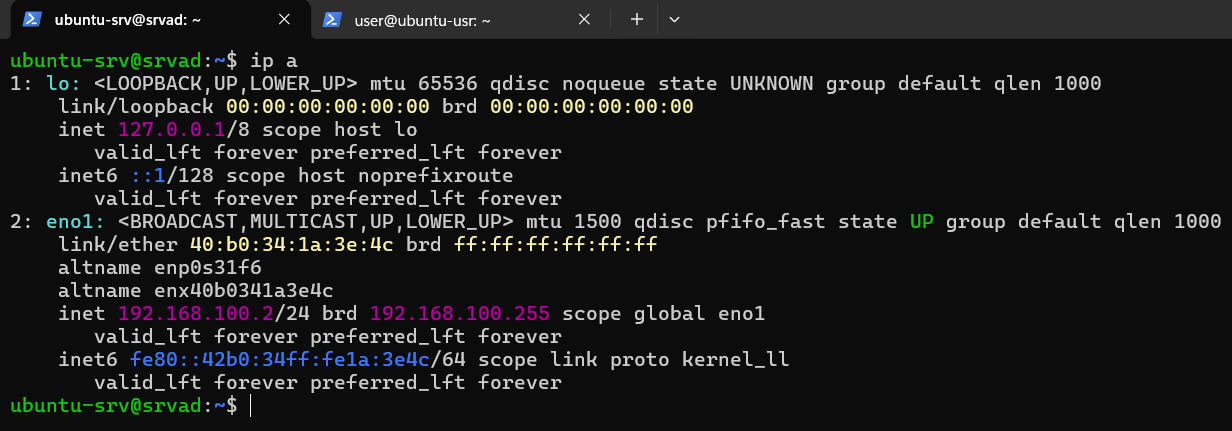 ubuntu-srv@srvad: ~
user@ubuntu-usr: ~
ubuntu-srv@srvad:~$ ip a
1: lo: <LOOPBACK,UP,LOWER_UP> mtu 65536 qdisc noqueue state UNKNOWN group default qlen 1000
    link/loopback 00:00:00:00:00:00 brd 00:00:00:00:00:00
    inet 127.0.0.1/8 scope host lo
       valid_lft forever preferred_lft forever
    inet6 ::1/128 scope host noprefixroute
       valid_lft forever preferred_lft forever
2: eno1: <BROADCAST,MULTICAST,UP,LOWER_UP> mtu 1500 qdisc pfifo_fast state UP group default qlen 1000
    link/ether 40:b0:34:1a:3e:4c brd ff:ff:ff:ff:ff:ff
    altname enp0s31f6
    altname enx40b0341a3e4c
    inet 192.168.100.2/24 brd 192.168.100.255 scope global eno1
       valid_lft forever preferred_lft forever
    inet6 fe80::42b0:34ff:fe1a:3e4c/64 scope link proto kernel_ll
       valid_lft forever preferred_lft forever
ubuntu-srv@srvad:~$